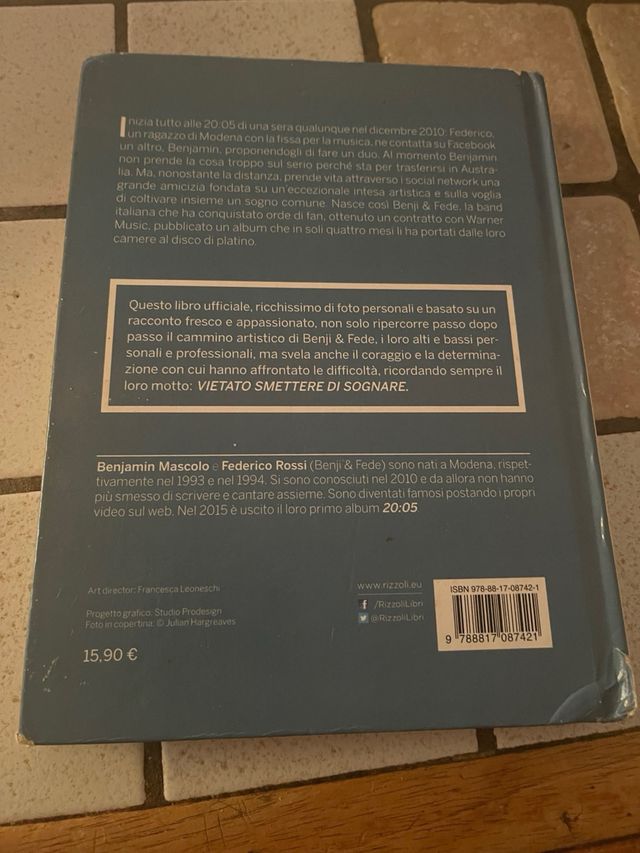 Inizia tutto alle 20:05 di una sera qualunque nel dicembre 2010: Federico,
un ragazzo di Modena con la fissa per la musica, ne contatta su Facebook
un altro, Benjamin, proponendogli di fare un duo. Al momento Benjamin
non prende la cosa troppo sul serio perché sta per trasferirsi in Austra-
lia. Ma, nonostante la distanza, prende vita attraverso i social network una
grande amicizia fondata su un'eccezionale intesa artistica e sulla voglia
di coltivare insieme un sogno comune. Nasce così Benji & Fede, la band
italiana che ha conquistato orde di fan, ottenuto un contratto con Warner
Music, pubblicato un album che in soli quattro mesi li ha portati dalle loro
camere al disco di platino.
Questo libro ufficiale, ricchissimo di foto personali e basato su un
racconto fresco e appassionato, non solo ripercorre passo dopo
passo il cammino artistico di Benji & Fede, i loro alti e bassi per-
sonali e professionali, ma svela anche il coraggio e la determina-
zione con cui hanno affrontato le difficoltà, ricordando sempre il
loro motto: VIETATO SMETTERE DI SOGNARE.
Benjamin Mascolo e Federico Rossi (Benji & Fede) sono nati a Modena, rispet-
tivamente nel 1993 e nel 1994. Si sono conosciuti nel 2010 e da allora non hanno
più smesso di scrivere e cantare assieme. Sono diventati famosi postando i propri
video sul web. Nel 2015 è uscito il loro primo album 20:05
Art director: Francesca Leoneschi
Progetto grafico: Studio Prodesign
Foto in copertina: © Julian Hargreaves
15,90 €
www.rizzoli.eu
/RizzoliLibri
@RizzoliLibri
ISBN 978-88-17-08742-1
9 788817 087421